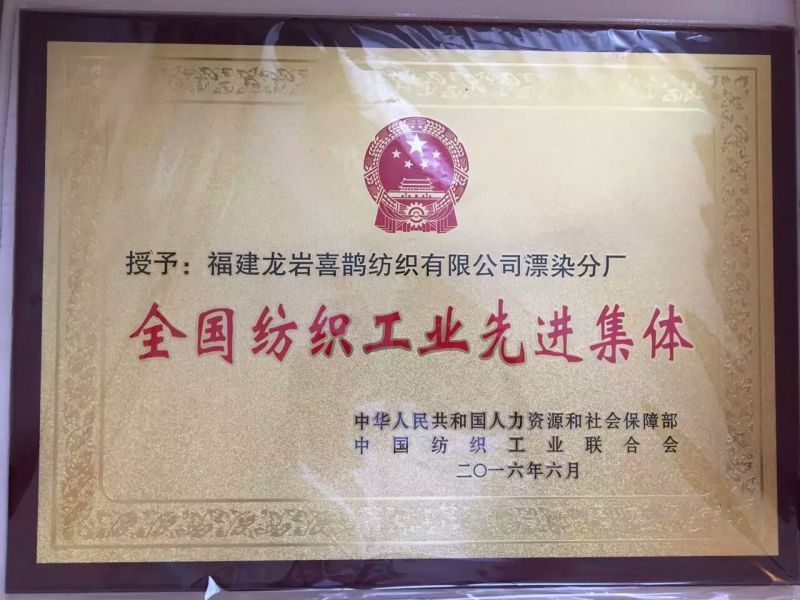 授予：福建龙岩喜鹊纺织有限公司漂染分厂
全国纺织工业先进集体
中华人民共和国人力资源和社会保障部
中国纺织工业联合会
二〇一六年六月